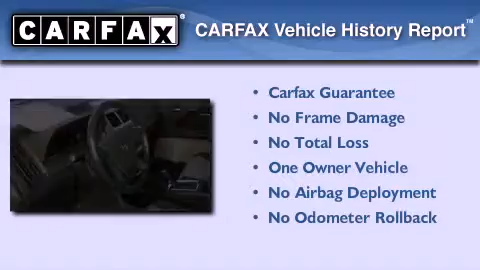 CARFAX®
CARFAX Vehicle History Report™
• Carfax Guarantee
• No Frame Damage
• No Total Loss
• One Owner Vehicle
• No Airbag Deployment
• No Odometer Rollback